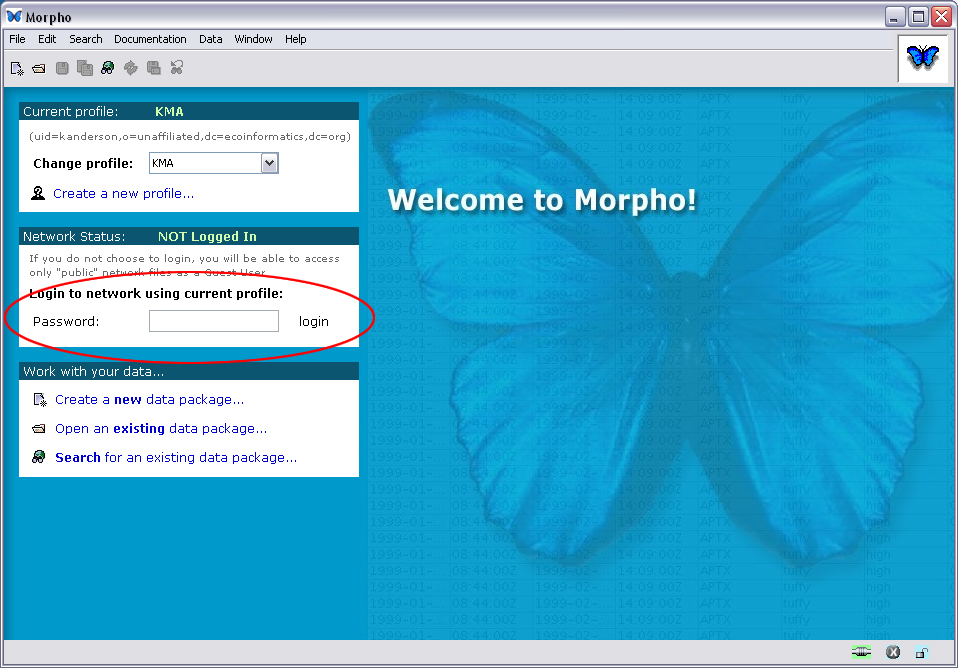 Morpho
File Edit Search Documentation Data Window Help
Current profile: KMA
(uid=kanderson,o=unaffiliated,dc=ecoinformatics,dc=org)
Change profile: KMA
Create a new profile...
Welcome to Morpho!
Network Status: NOT Logged In
If you do not choose to login, you will be able to access
only "public" network files as a Guest User
Login to network using current profile:
Password: login
Work with your data...
Create a new data package...
Open an existing data package...
Search for an existing data package...